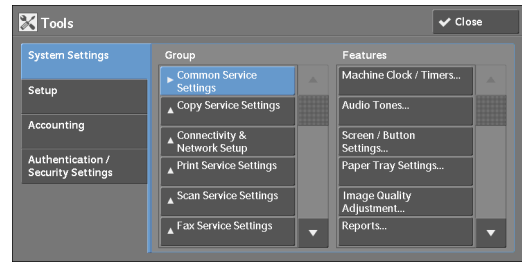 Tools
Close
System Settings
Setup
Accounting
Authentication /
Security Settings
Group
Common Service
Settings
Copy Service Settings
Connectivity &
Network Setup
Print Service Settings
Scan Service Settings
Fax Service Settings
Features
Machine Clock / Timers...
Audio Tones...
Screen / Button
Settings...
Paper Tray Settings...
Image Quality
Adjustment...
Reports...